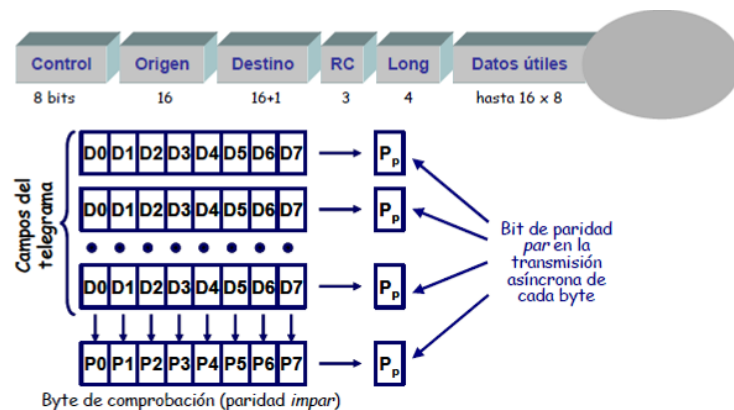 Control Origen Destino RC Long Datos útiles
8 bits 16 16+1 3 4 hasta 16 x 8
Campos del telegrama
D0 D1 D2 D3 D4 D5 D6 D7 Pp
D0 D1 D2 D3 D4 D5 D6 D7 Pp
D0 D1 D2 D3 D4 D5 D6 D7 Pp
P0 P1 P2 P3 P4 P5 P6 P7 Pp
Bit de paridad
par en la
transmisión
asíncrona de
cada byte
Byte de comprobación (paridad impar)